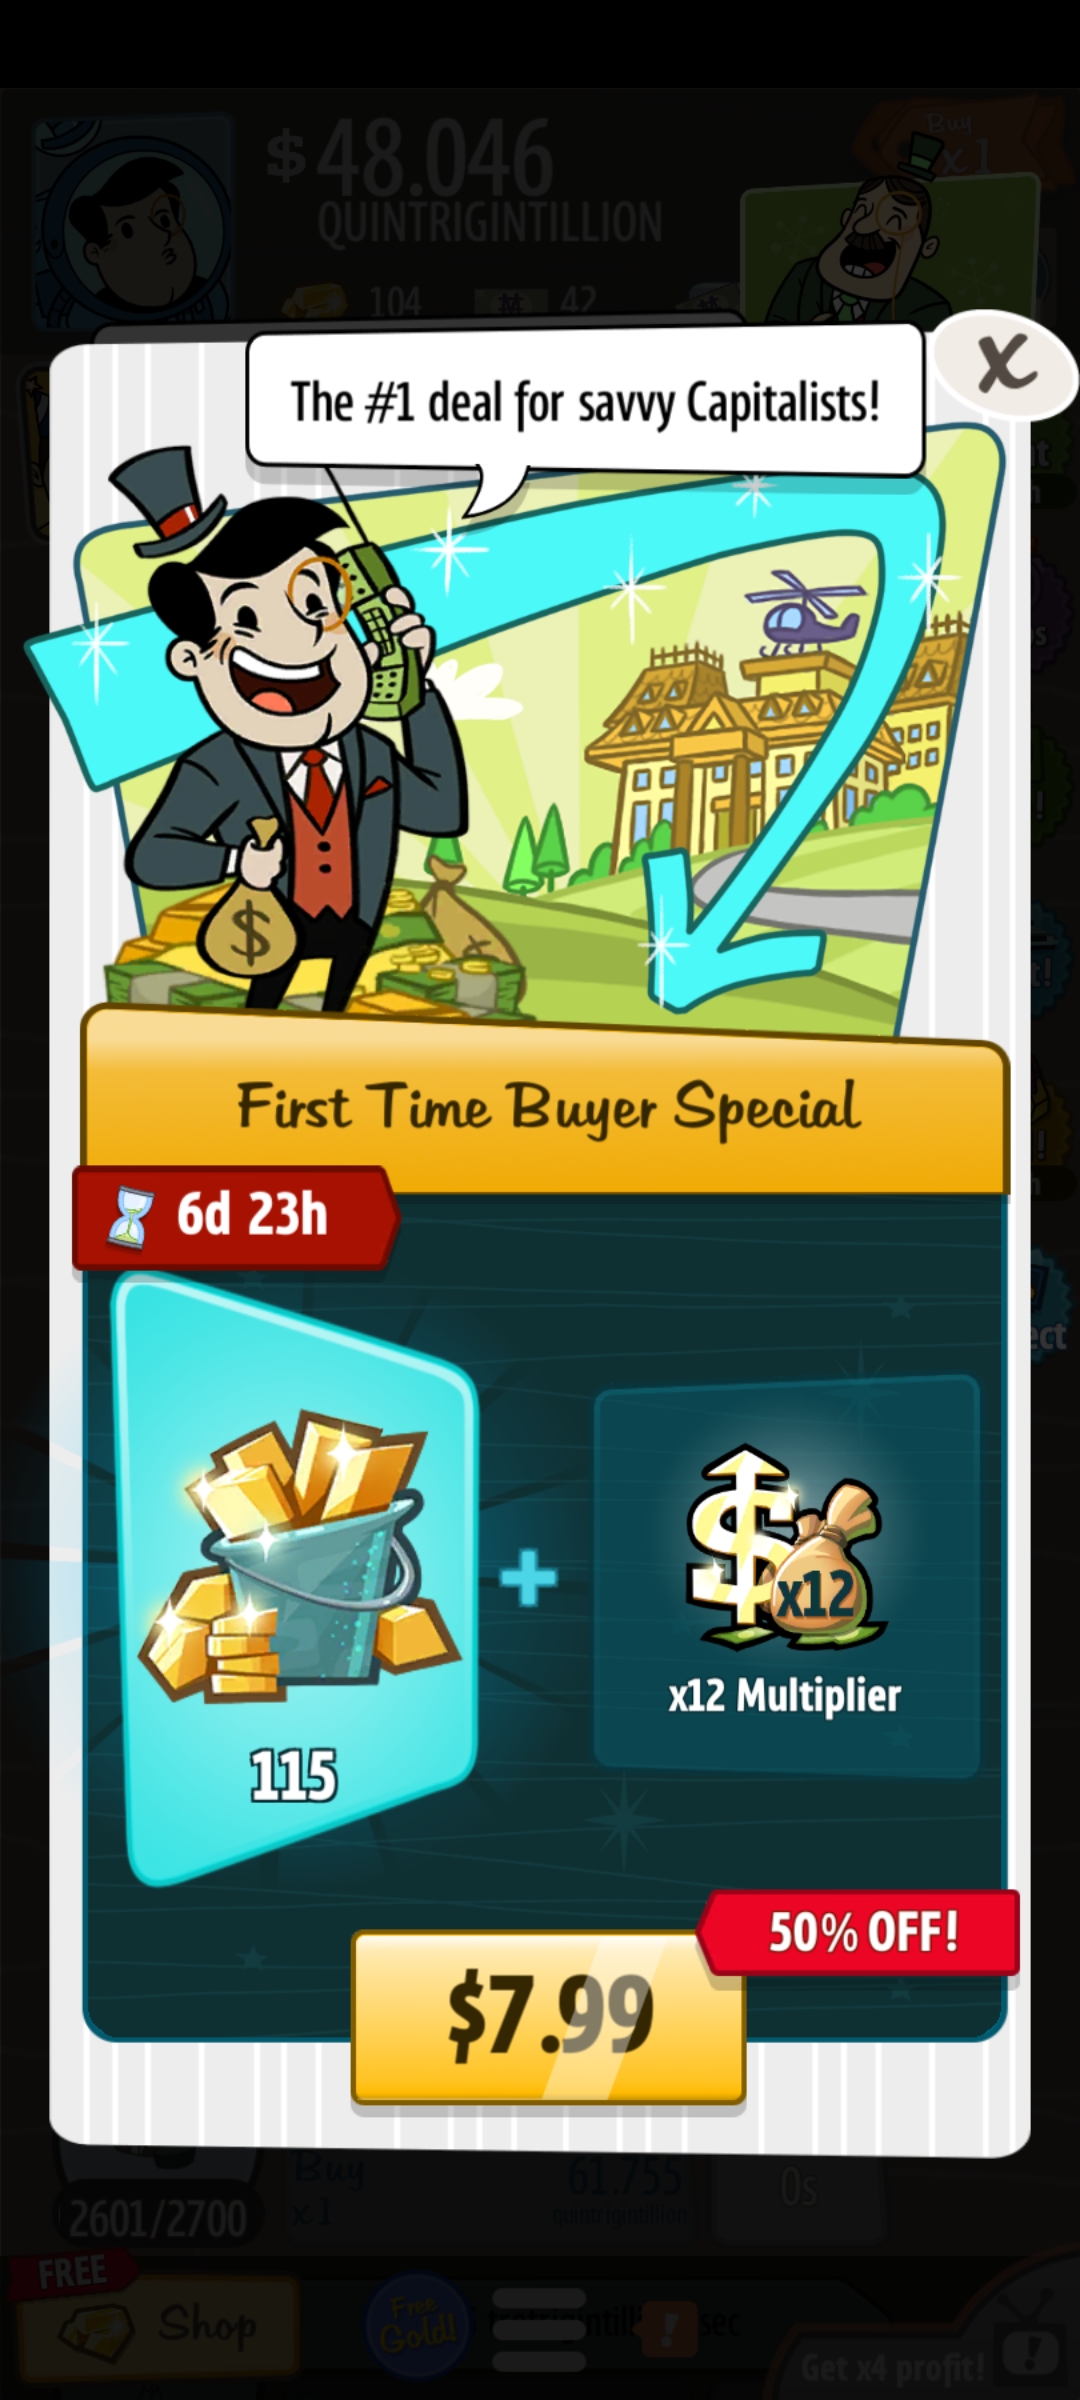 $48.046
QUINTRIGINTILLION
Buy
x1
104
42
The #1 deal for savvy Capitalists!
X
First Time Buyer Special
6d 23h
$
x12
115
x12 Multiplier
50% OFF!
$7.99
Buy
x1
61.755
quintrigintillion
0s
2601/2700
FREE
Shop
Free
Gold!
!
sec
Get x4 profit!
!